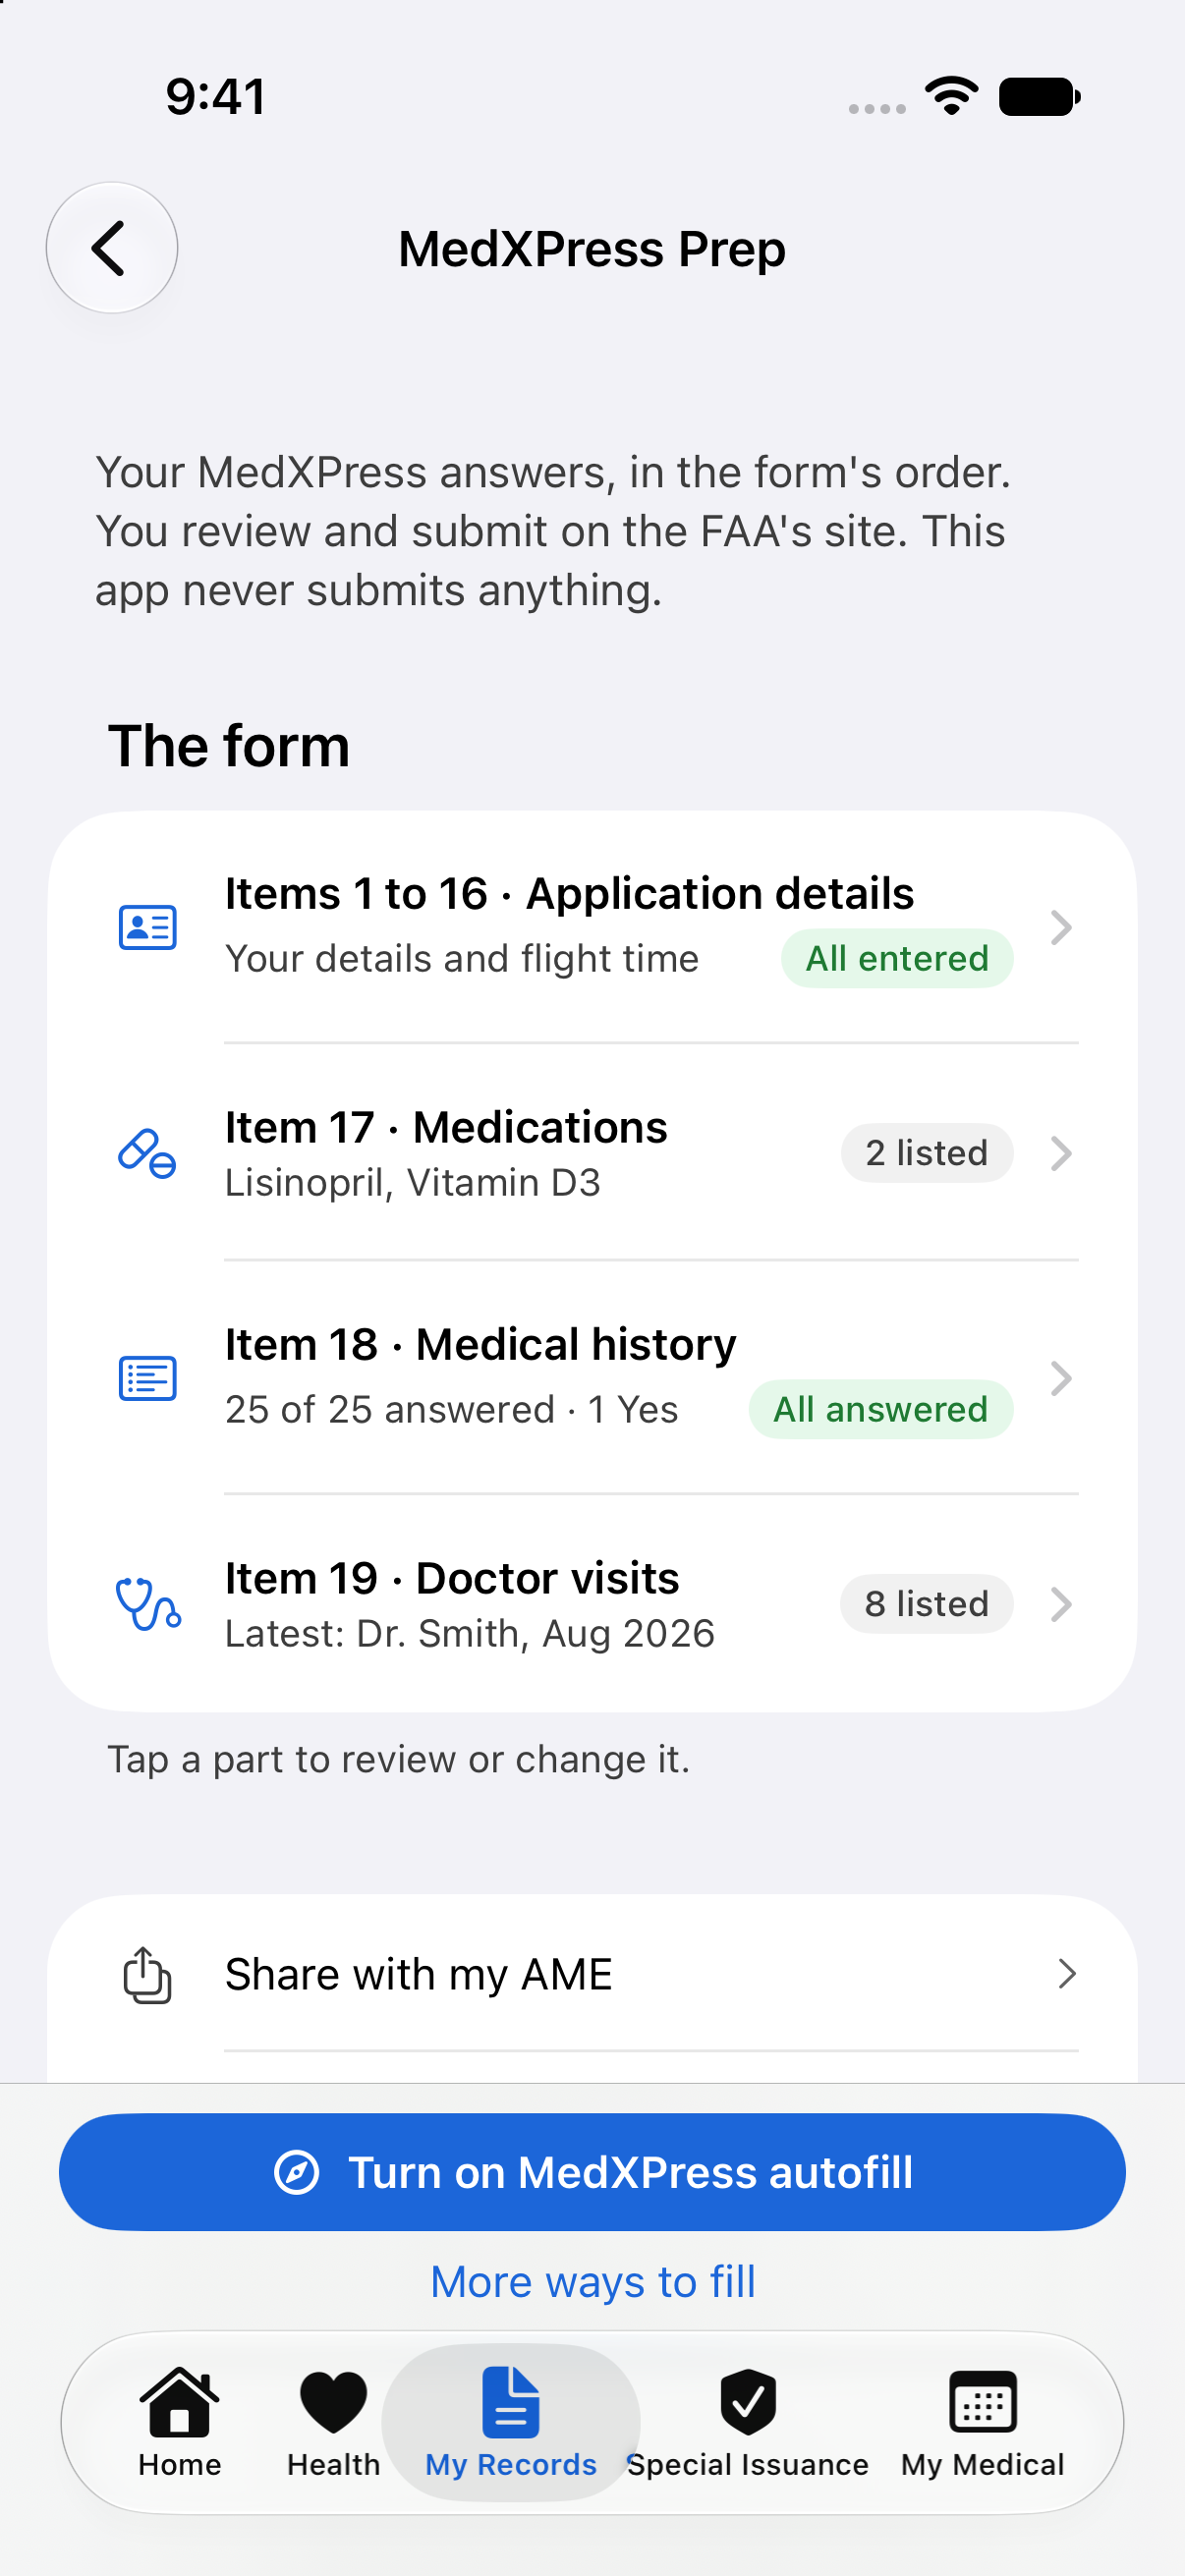 9:41
MedXPress Prep
Your MedXPress answers, in the form's order.
You review and submit on the FAA's site. This
app never submits anything.
The form
Items 1 to 16 · Application details
Your details and flight time
All entered
Item 17 · Medications
Lisinopril, Vitamin D3
2 listed
Item 18 · Medical history
25 of 25 answered · 1 Yes
All answered
Item 19 · Doctor visits
Latest: Dr. Smith, Aug 2026
8 listed
Tap a part to review or change it.
Share with my AME
Turn on MedXPress autofill
More ways to fill
Home
Health
My Records
Special Issuance
My Medical